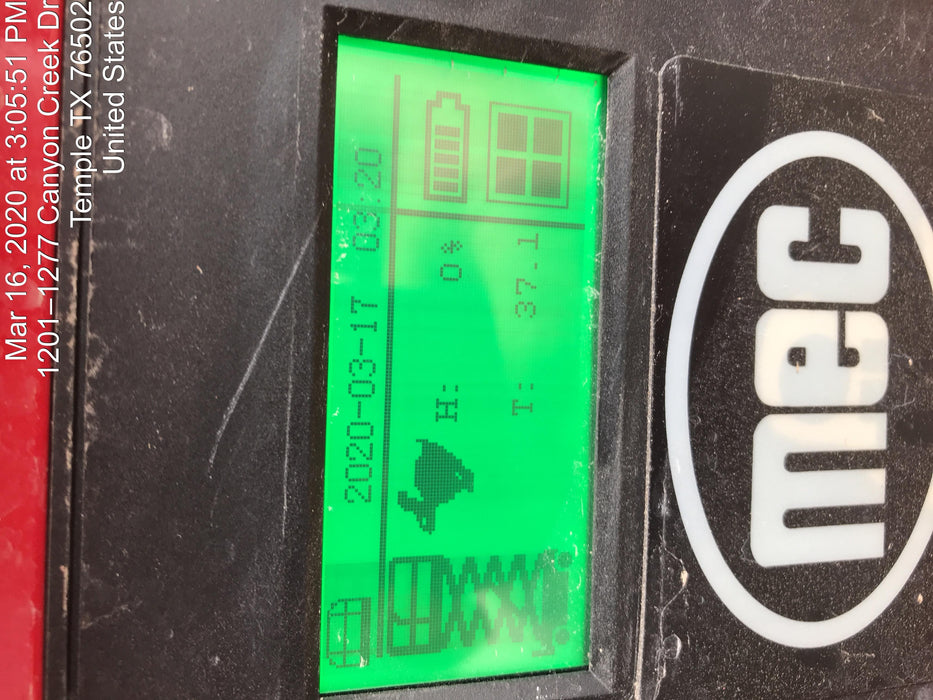 Mar 16, 2020 at 3:05:51 PM
1201–1277 Canyon Creek Dr
Temple TX 76502
United States
2020-03-17 03:20
H: 0%
T: 37.1
mec